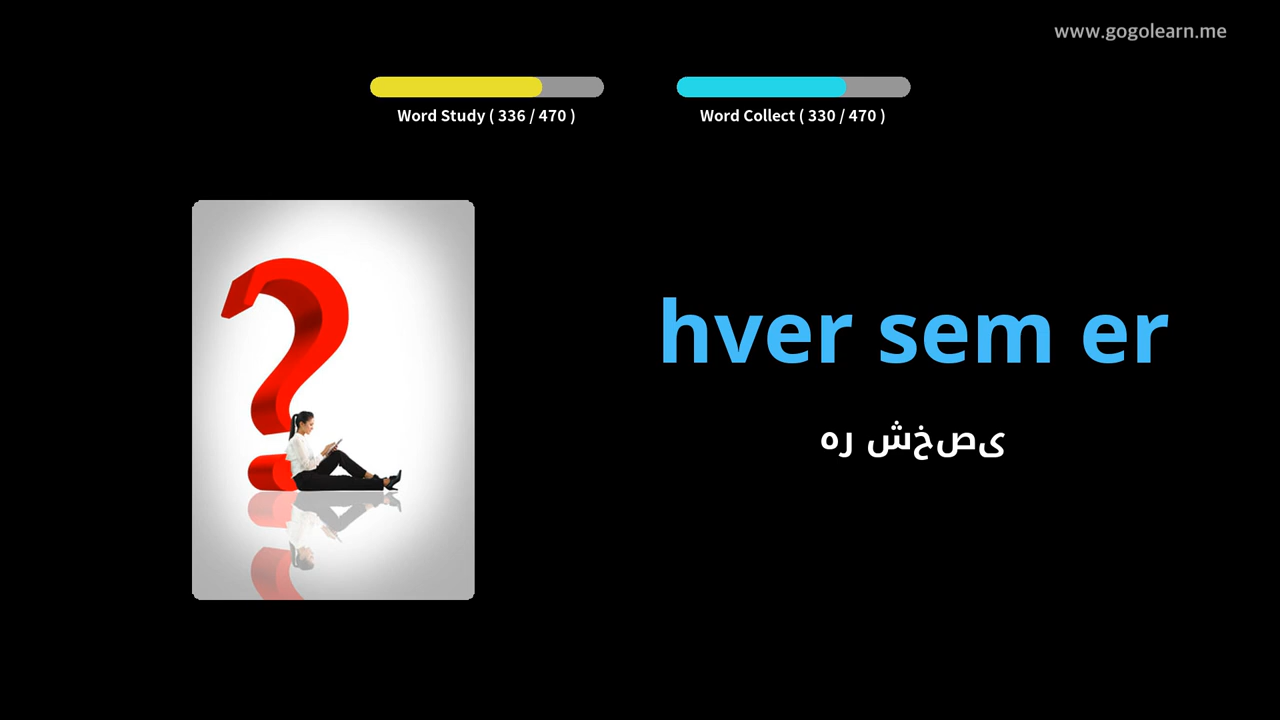 www.gogolearn.me
Word Study ( 336 / 470 )
Word Collect ( 330 / 470 )
hver sem er
هر شخصی